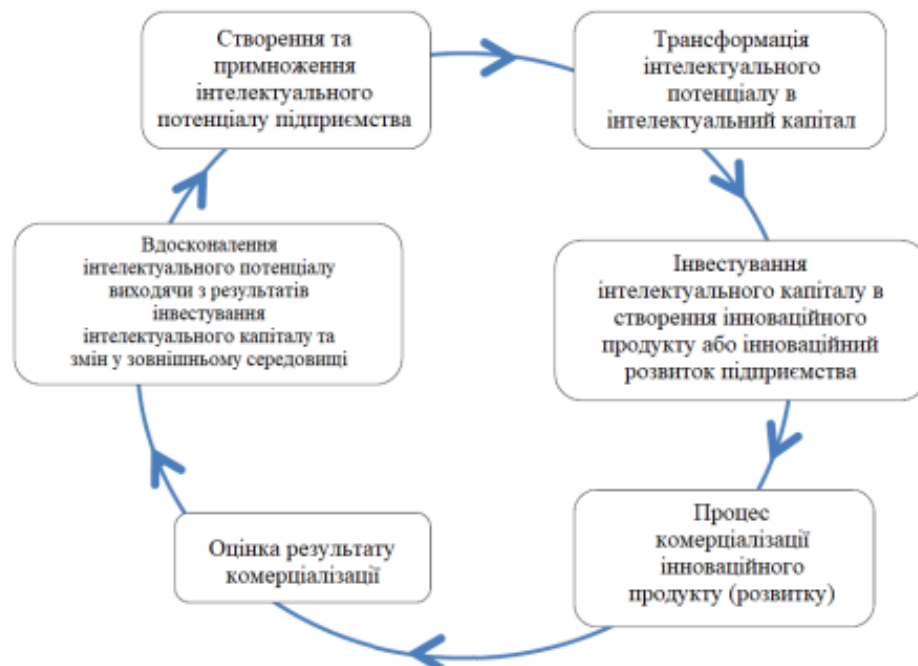 Створення та
примноження
інтелектуального
потенціалу підприємства
Трансформація
інтелектуального
потенціалу в
інтелектуальний капітал
Інвестування
інтелектуального капіталу в
створення інноваційного
продукту або інноваційний
розвиток підприємства
Процес
комерціалізації
інноваційного
продукту (розвитку)
Оцінка результату
комерціалізації
Вдосконалення
інтелектуального потенціалу
виходячи з результатів
інвестування
інтелектуального капіталу та
змін у зовнішньому середовищі